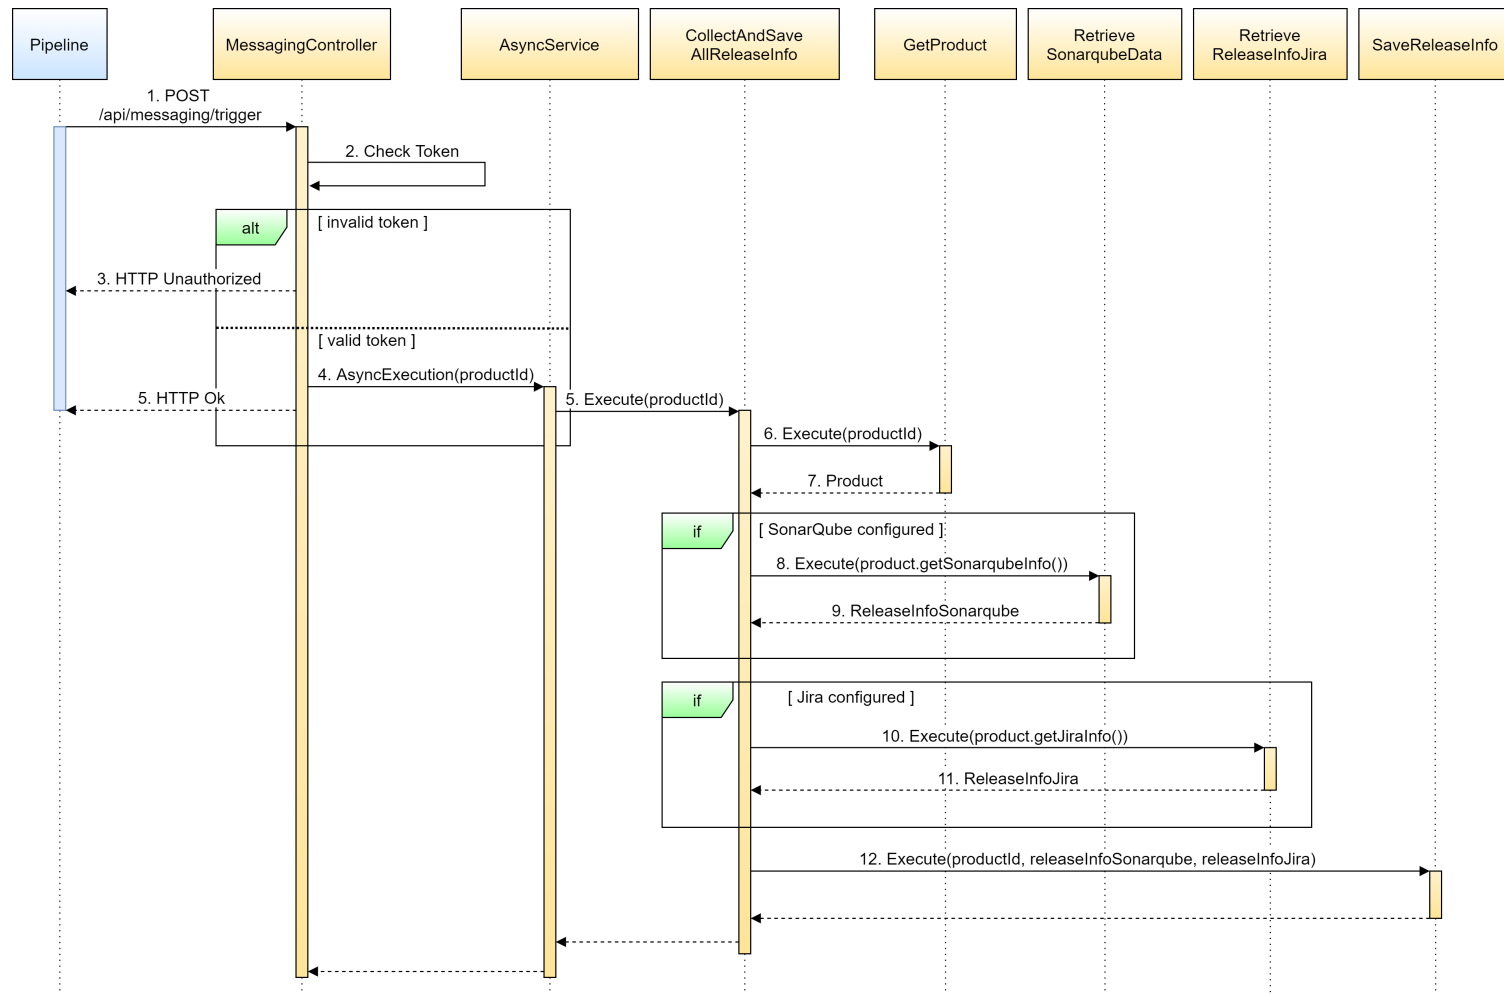 Pipeline
MessagingController
AsyncService
CollectAndSave
AllReleaseInfo
GetProduct
Retrieve
SonarqubeData
Retrieve
ReleaseInfoJira
SaveReleaseInfo
1. POST
/api/messaging/trigger
2. Check Token
alt
[ invalid token ]
3. HTTP Unauthorized
[ valid token ]
4. AsyncExecution(productId)
5. HTTP Ok
5. Execute(productId)
6. Execute(productId)
7. Product
if
[ SonarQube configured ]
8. Execute(product.getSonarqubeInfo())
9. ReleaseInfoSonarqube
if
[ Jira configured ]
10. Execute(product.getJiraInfo())
11. ReleaseInfoJira
12. Execute(productId, releaseInfoSonarqube, releaseInfoJira)